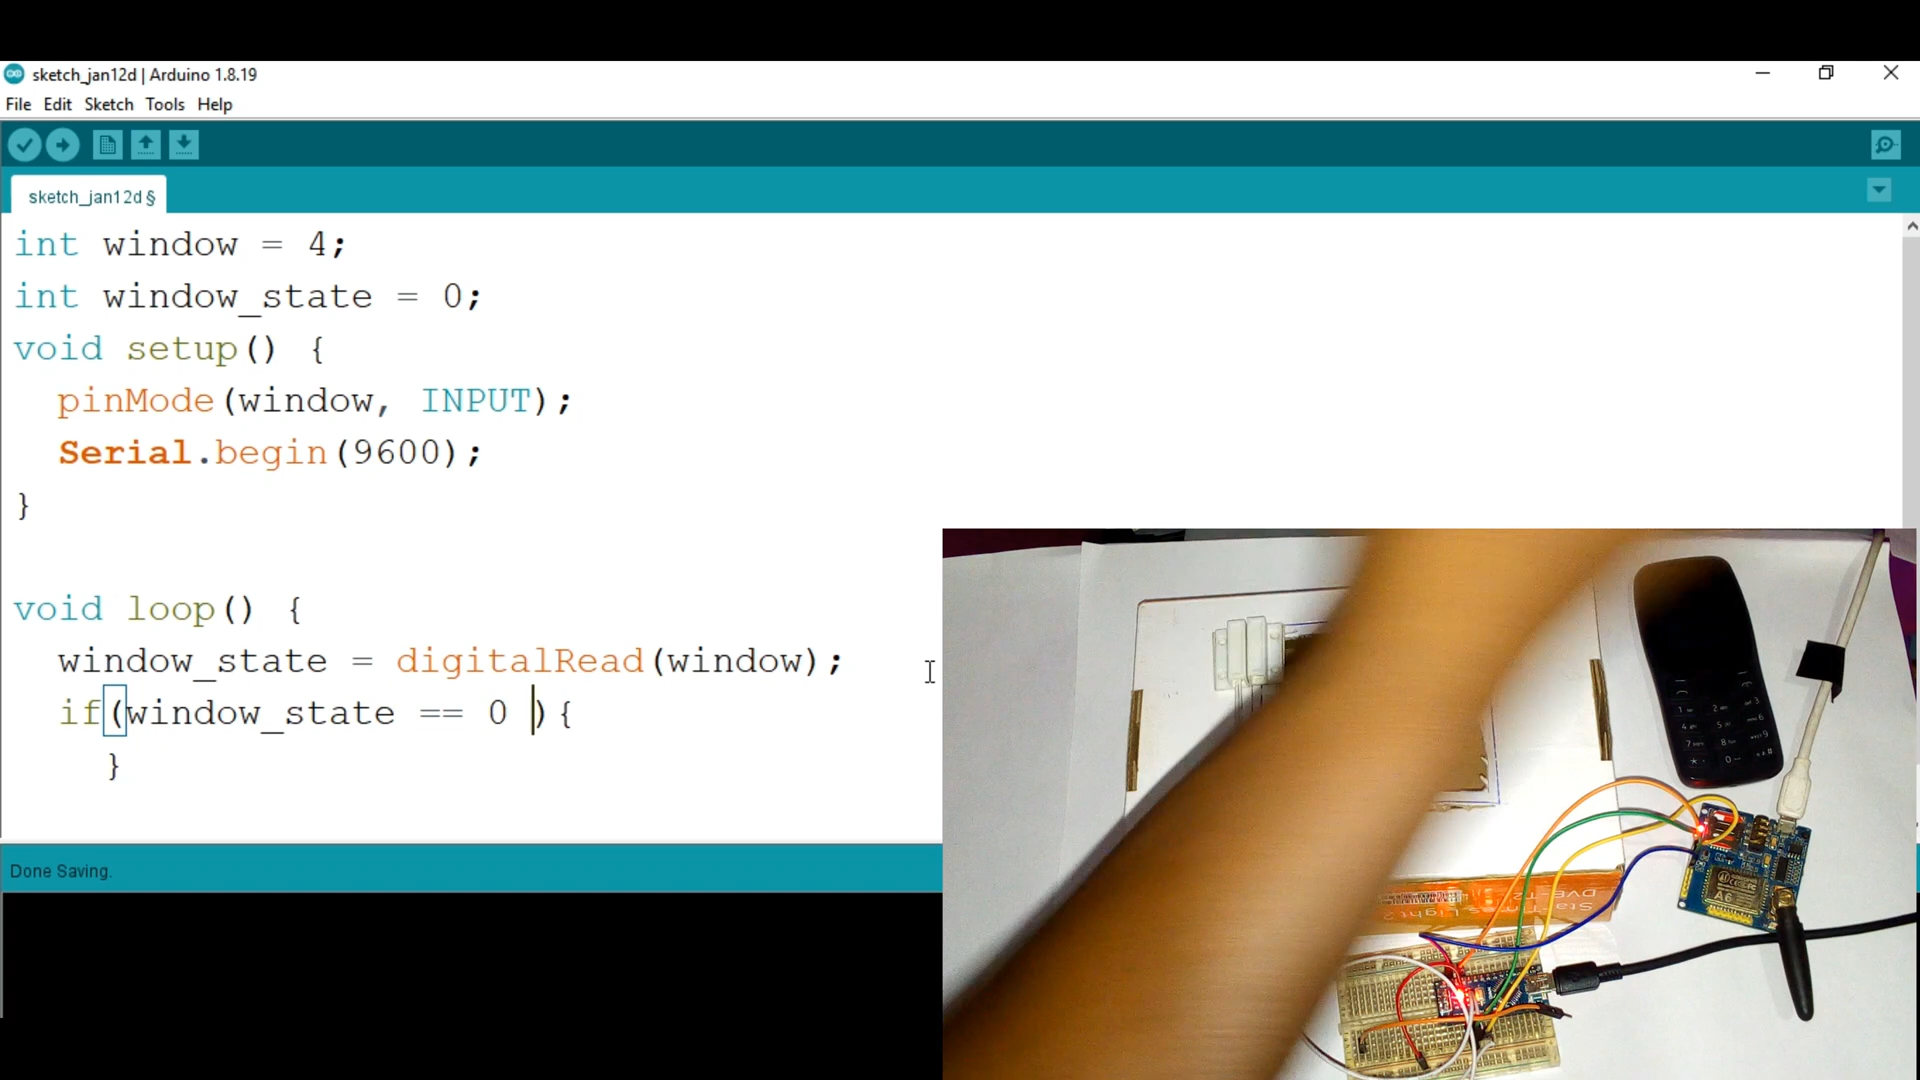 sketch_jan12d | Arduino 1.8.19
File Edit Sketch Tools Help
sketch_jan12d §
int window = 4;
int window_state = 0;
void setup() {
pinMode(window, INPUT);
Serial.begin(9600);
}
void loop() {
window_state = digitalRead(window);
if(window_state == 0 ){
}
Done Saving.
A6